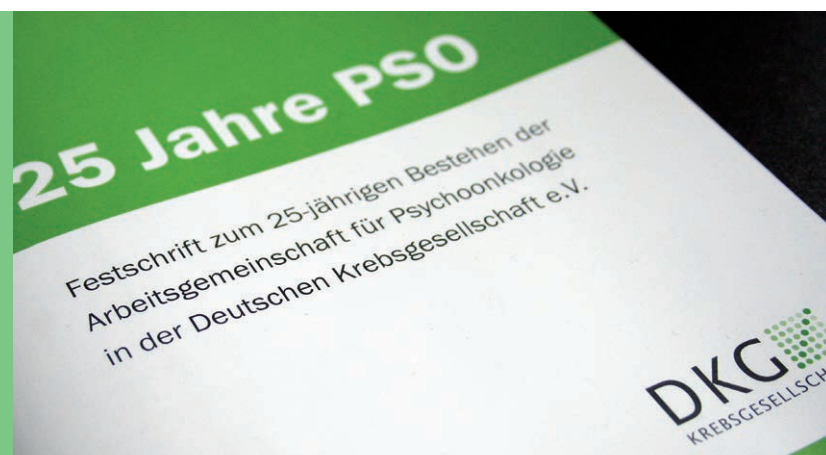 25 Jahre PSO
Festschrift zum 25-jährigen Bestehen der
Arbeitsgemeinschaft für Psychoonkologie
in der Deutschen Krebsgesellschaft e.V.
DKG